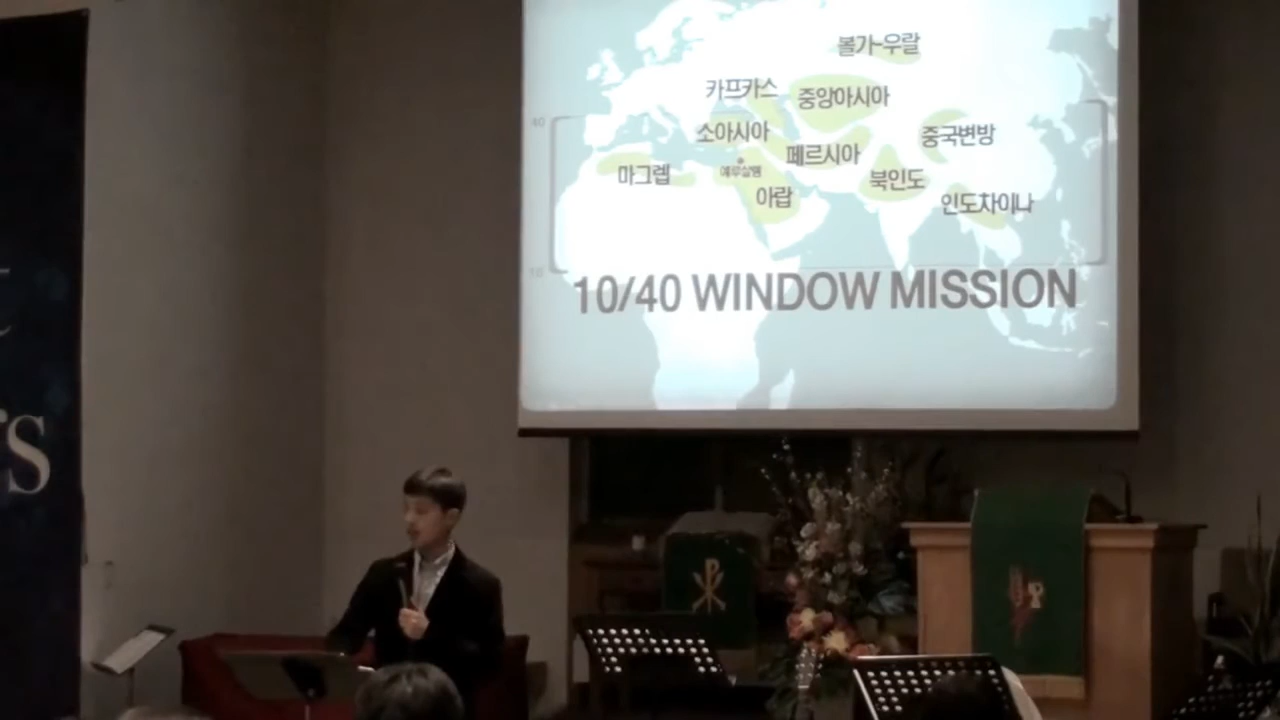 볼가-우랄
카프카스
중앙아시아
40
소아시아
중국변방
페르시아
마그렙
예루살렘
북인도
아랍
인도차이나
10
10/40 WINDOW MISSION
s